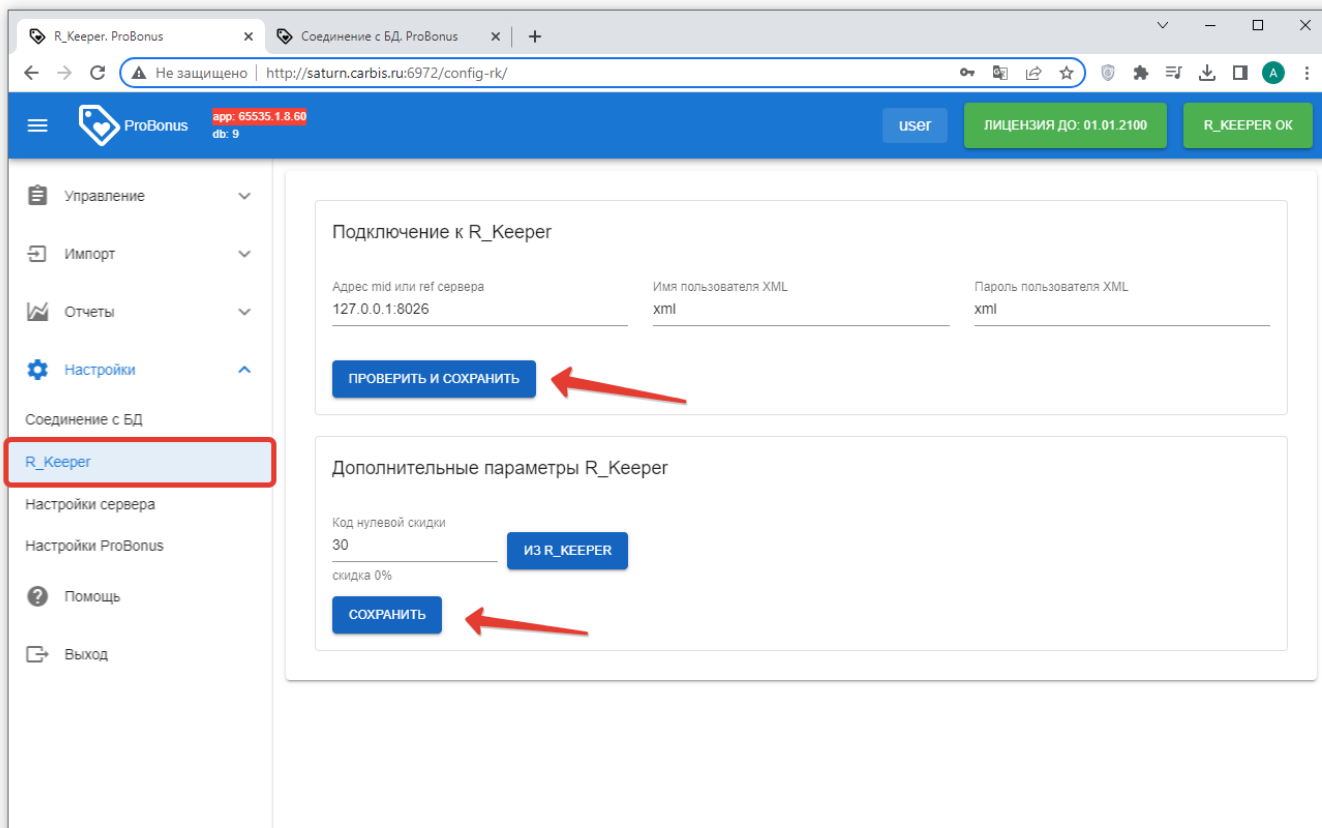 R_Keeper. ProBonus
Соединение с БД. ProBonus
Не защищено
http://saturn.carbis.ru:6972/config-rk/
A
ProBonus
app: 65535.1.8.60
db: 9
user
ЛИЦЕНЗИЯ ДО: 01.01.2100
R_KEEPER OK
Управление
Импорт
Отчеты
Настройки
Соединение с БД
R_Keeper
Настройки сервера
Настройки ProBonus
Помощь
Выход
Подключение к R_Keeper
Адрес mid или ref сервера
127.0.0.1:8026
Имя пользователя XML
xml
Пароль пользователя XML
xml
ПРОВЕРИТЬ И СОХРАНИТЬ
Дополнительные параметры R_Keeper
Код нулевой скидки
30
ИЗ R_KEEPER
скидка 0%
СОХРАНИТЬ